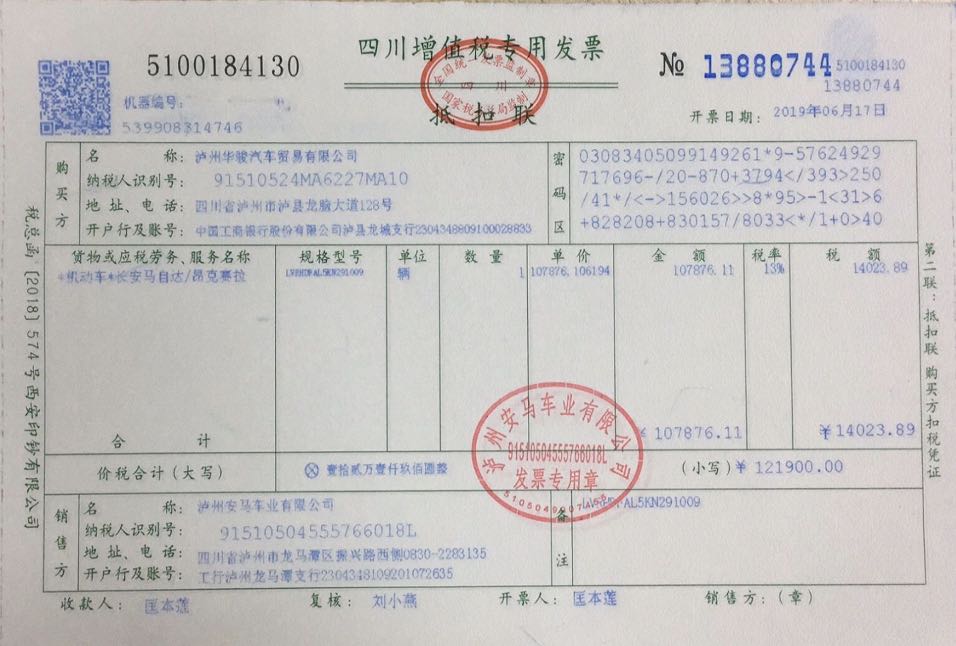 四川增值税专用发票
5100184130
№ 13880744 5100184130
13880744
全国统一发票监制章
四川
国家税务总局监制
抵扣联
机器编号:
539908314746
开票日期: 2019年06月17日
购买方
名称: 泸州华骏汽车贸易有限公司
纳税人识别号: 91510524MA6227MA10
地址、电话: 四川省泸州市泸县龙脑大道128号
开户行及账号: 中国工商银行股份有限公司泸县龙城支行2304348809100028833
密码区
03083405099149261*9-57624929
717696-/20-870+3794</393>250
/41*/<->156026>>8*95>-1<31>6
+828208+830157/8033<*/1+0>40
货物或应税劳务、服务名称 规格型号 单位 数量 单价 金额 税率 税额
*机动车*长安马自达/昂克赛拉 LVRHDFAL5KN291009 辆 1 107876.106194 107876.11 13% 14023.89
合计 ¥107876.11 ¥14023.89
价税合计(大写) ⊗壹拾贰万壹仟玖佰圆整 (小写)¥121900.00
销售方
名称: 泸州安马车业有限公司
纳税人识别号: 91510504555766018L
地址、电话: 四川省泸州市龙马潭区振兴路西侧0830-2283135
开户行及账号: 工行泸州龙马潭支行2304348109201072635
备注
AL5KN291009
泸州安马车业有限公司
91510504555766018L
发票专用章
收款人: 匡本莲 复核: 刘小燕 开票人: 匡本莲 销售方:(章)
税总函〔2018〕574号西安印钞有限公司
第二联:抵扣联 购买方扣税凭证